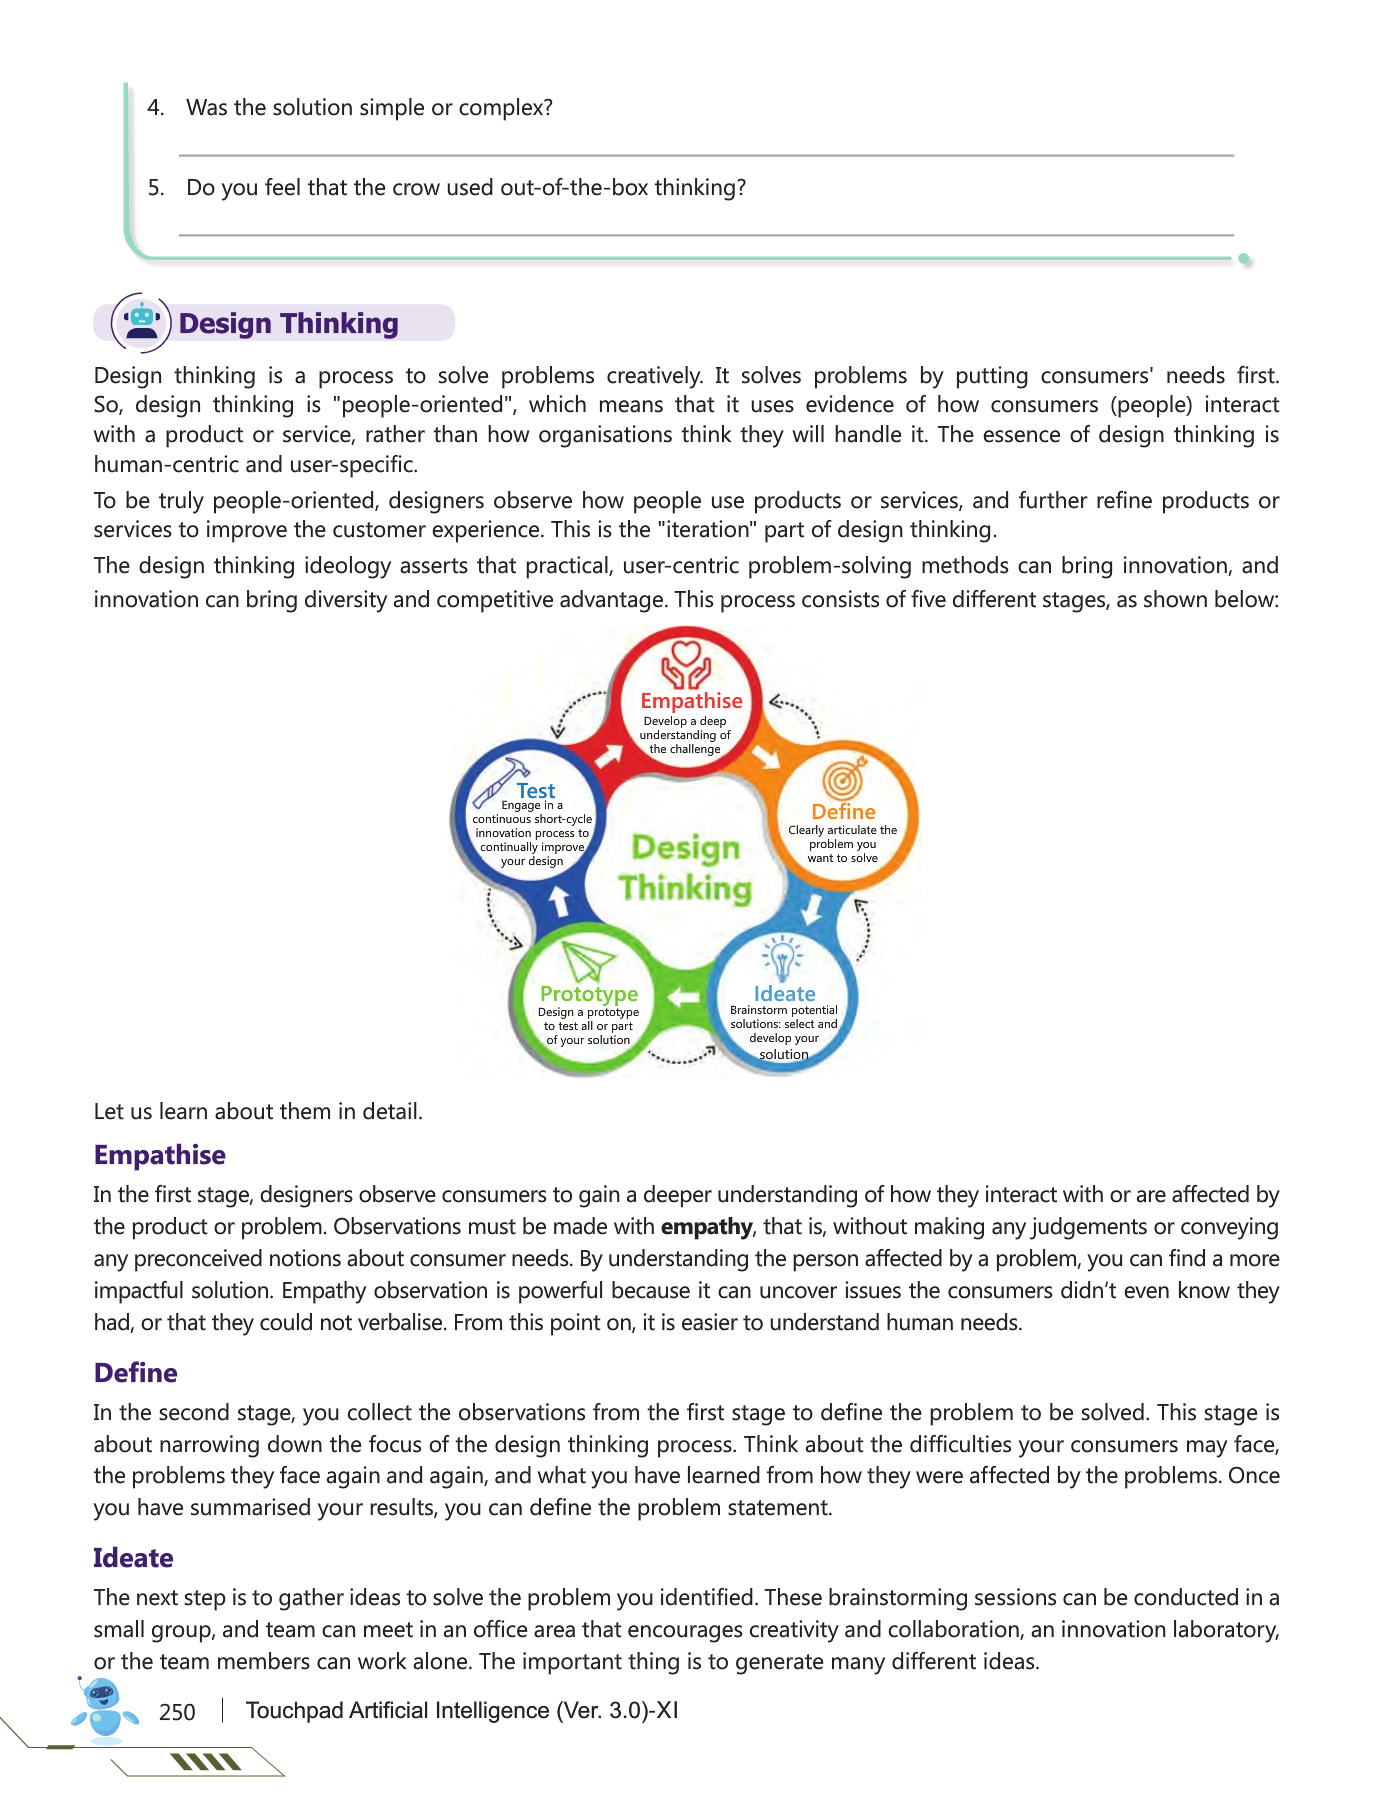 4. Was the solution simple or complex?
5. Do you feel that the crow used out-of-the-box thinking?
Design Thinking
Design thinking is a process to solve problems creatively. It solves problems by putting consumers' needs first.
So, design thinking is "people-oriented", which means that it uses evidence of how consumers (people) interact
with a product or service, rather than how organisations think they will handle it. The essence of design thinking is
human-centric and user-specific.
To be truly people-oriented, designers observe how people use products or services, and further refine products or
services to improve the customer experience. This is the "iteration" part of design thinking.
The design thinking ideology asserts that practical, user-centric problem-solving methods can bring innovation, and
innovation can bring diversity and competitive advantage. This process consists of five different stages, as shown below:
Empathise
Develop a deep
understanding of
the challenge
Define
Clearly articulate the
problem you
want to solve
Ideate
Brainstorm potential
solutions: select and
develop your
solution
Prototype
Design a prototype
to test all or part
of your solution
Test
Engage in a
continuous short-cycle
innovation process to
continually improve
your design
Design
Thinking
Let us learn about them in detail.
Empathise
In the first stage, designers observe consumers to gain a deeper understanding of how they interact with or are affected by
the product or problem. Observations must be made with empathy, that is, without making any judgements or conveying
any preconceived notions about consumer needs. By understanding the person affected by a problem, you can find a more
impactful solution. Empathy observation is powerful because it can uncover issues the consumers didn’t even know they
had, or that they could not verbalise. From this point on, it is easier to understand human needs.
Define
In the second stage, you collect the observations from the first stage to define the problem to be solved. This stage is
about narrowing down the focus of the design thinking process. Think about the difficulties your consumers may face,
the problems they face again and again, and what you have learned from how they were affected by the problems. Once
you have summarised your results, you can define the problem statement.
Ideate
The next step is to gather ideas to solve the problem you identified. These brainstorming sessions can be conducted in a
small group, and team can meet in an office area that encourages creativity and collaboration, an innovation laboratory,
or the team members can work alone. The important thing is to generate many different ideas.
250 Touchpad Artificial Intelligence (Ver. 3.0)-XI